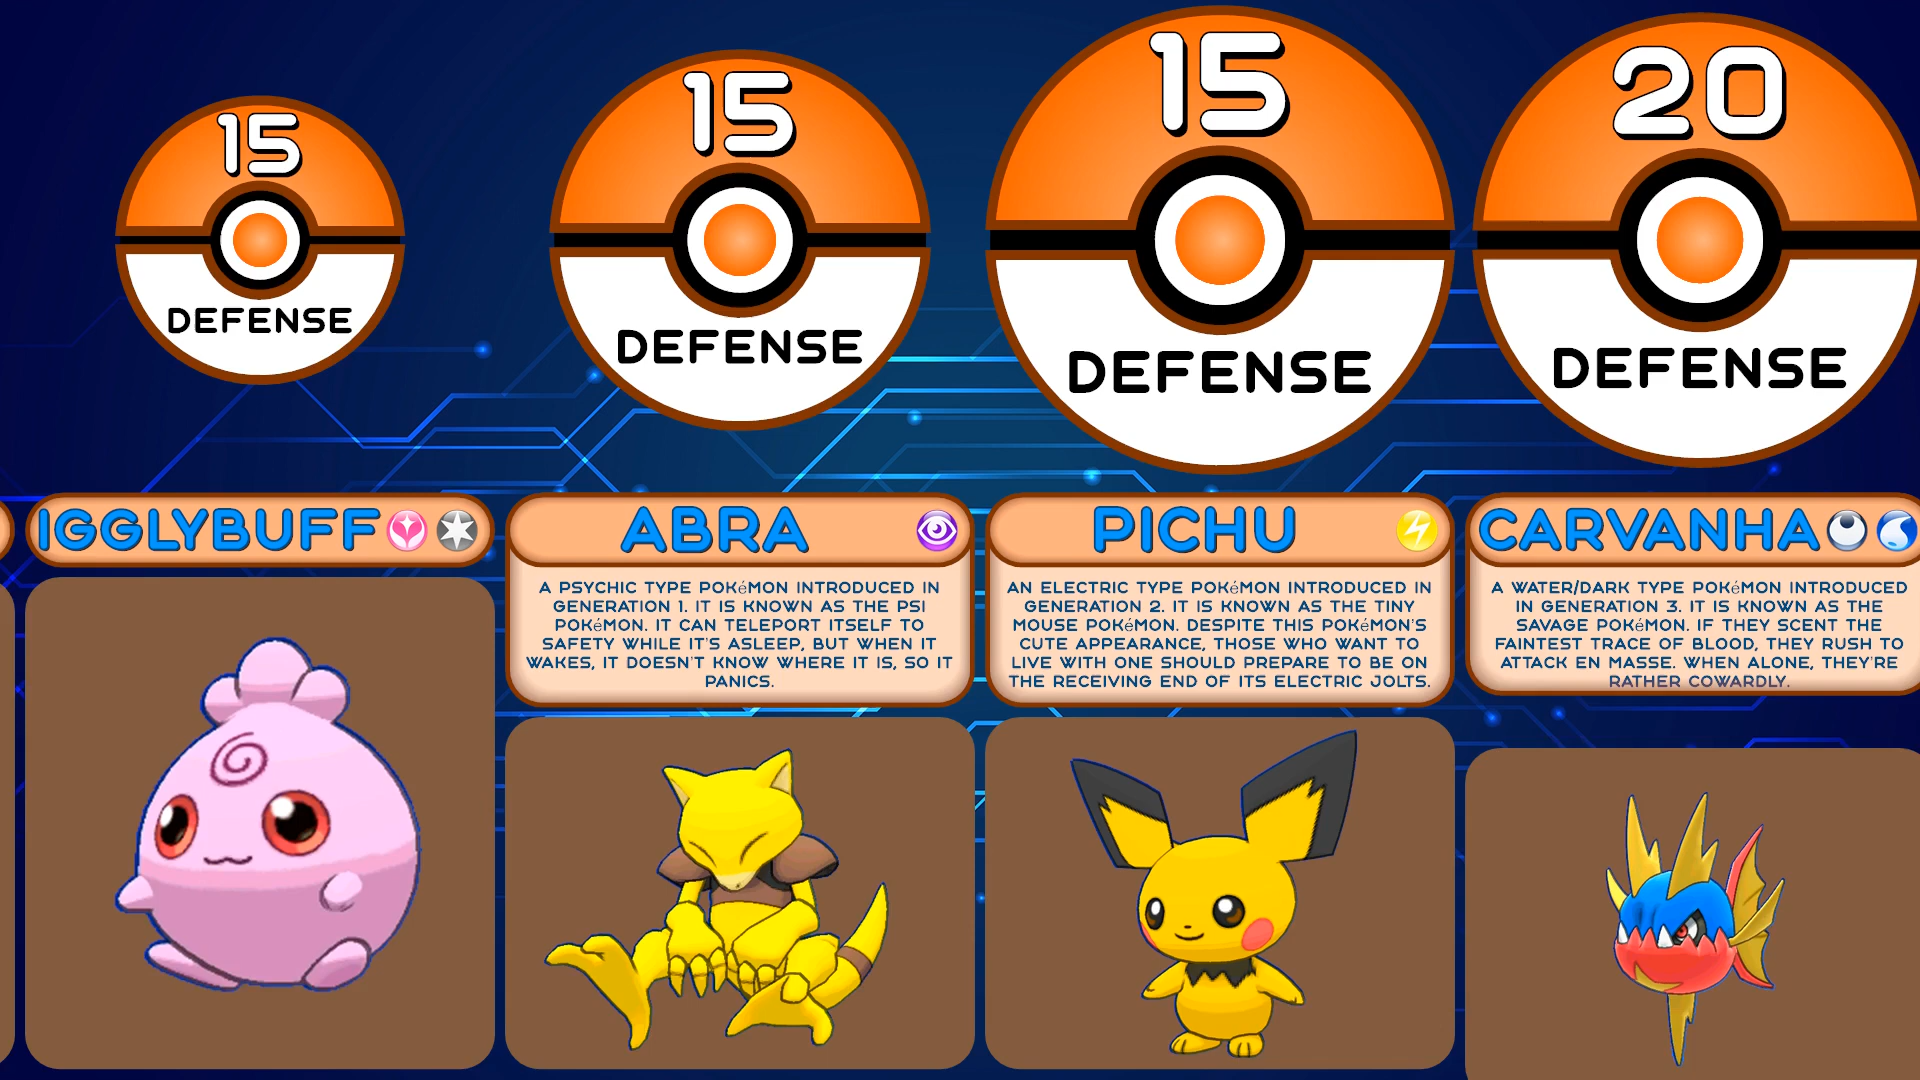 15
DEFENSE
IGGLYBUFF
15
DEFENSE
ABRA
A PSYCHIC TYPE POKéMON INTRODUCED IN
GENERATION 1. IT IS KNOWN AS THE PSI
POKéMON. IT CAN TELEPORT ITSELF TO
SAFETY WHILE IT'S ASLEEP, BUT WHEN IT
WAKES, IT DOESN'T KNOW WHERE IT IS, SO IT
PANICS.
15
DEFENSE
PICHU
AN ELECTRIC TYPE POKéMON INTRODUCED IN
GENERATION 2. IT IS KNOWN AS THE TINY
MOUSE POKéMON. DESPITE THIS POKéMON'S
CUTE APPEARANCE, THOSE WHO WANT TO
LIVE WITH ONE SHOULD PREPARE TO BE ON
THE RECEIVING END OF ITS ELECTRIC JOLTS.
20
DEFENSE
CARVANHA
A WATER/DARK TYPE POKéMON INTRODUCED
IN GENERATION 3. IT IS KNOWN AS THE
SAVAGE POKéMON. IF THEY SCENT THE
FAINTEST TRACE OF BLOOD, THEY RUSH TO
ATTACK EN MASSE. WHEN ALONE, THEY'RE
RATHER COWARDLY.